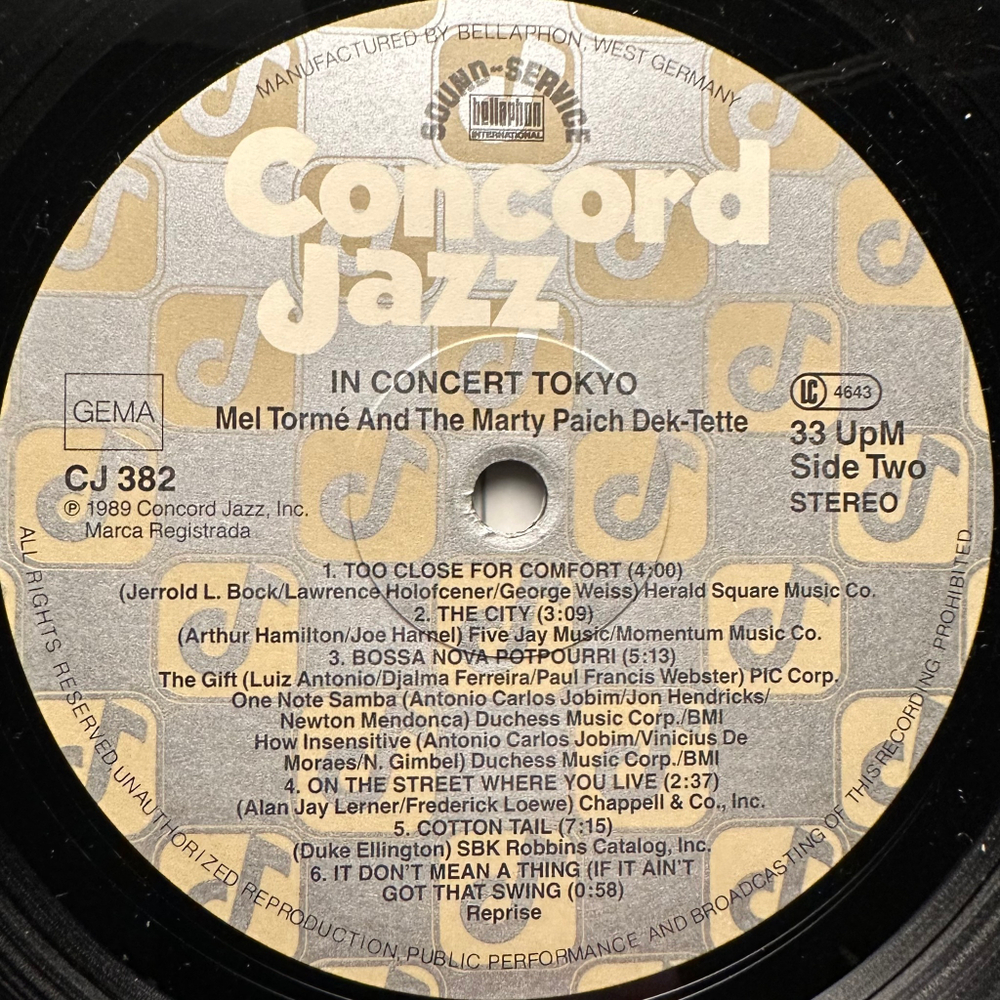 MANUFACTURED BY BELLAPHON, WEST GERMANY
SOUND-SERVICE
bellaphon
INTERNATIONAL
Concord
Jazz
IN CONCERT TOKYO
Mel Tormé And The Marty Paich Dek-Tette
GEMA
CJ 382
℗ 1989 Concord Jazz, Inc.
Marca Registrada
LC 4643
33 UpM
Side Two
STEREO
1. TOO CLOSE FOR COMFORT (4:00)
(Jerrold L. Bock/Lawrence Holofcener/George Weiss) Herald Square Music Co.
2. THE CITY (3:09)
(Arthur Hamilton/Joe Harnel) Five Jay Music/Momentum Music Co.
3. BOSSA NOVA POTPOURRI (5:13)
The Gift (Luiz Antonio/Djalma Ferreira/Paul Francis Webster) PIC Corp.
One Note Samba (Antonio Carlos Jobim/Jon Hendricks/
Newton Mendonca) Duchess Music Corp./BMI
How Insensitive (Antonio Carlos Jobim/Vinicius De
Moraes/N. Gimbel) Duchess Music Corp./BMI
4. ON THE STREET WHERE YOU LIVE (2:37)
(Alan Jay Lerner/Frederick Loewe) Chappell & Co., Inc.
5. COTTON TAIL (7:15)
(Duke Ellington) SBK Robbins Catalog, Inc.
6. IT DON'T MEAN A THING (IF IT AIN'T
GOT THAT SWING (0:58)
Reprise
ALL RIGHTS RESERVED, UNAUTHORIZED REPRODUCTION, PUBLIC PERFORMANCE AND BROADCASTING OF THIS RECORDING PROHIBITED